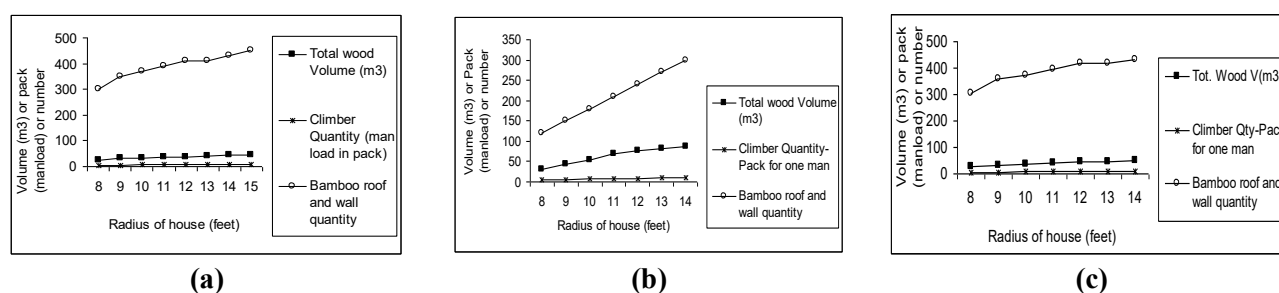 Volume (m3) or pack
(manload) or number
500
400
300
200
100
0
8 9 10 11 12 13 14 15
Radius of house (feet)
Total wood
Volume (m3)
Climber
Quantity (man
load in pack)
Bamboo roof
and wall
quantity
(a)
Volume (m3) or Pack
(manload) or number
350
300
250
200
150
100
50
0
8 9 10 11 12 13 14
Radius of house (feet)
Total wood Volume
(m3)
Climber Quantity-
Pack for one man
Bamboo roof and
wall quantity
(b)
Volume (m3) or pack
(manload) or number
500
400
300
200
100
0
8 9 10 11 12 13 14
Radius of house (feet)
Tot. Wood V(m3
Climber Qty-Pack
for one man
Bamboo roof and
wall quantity
(c)